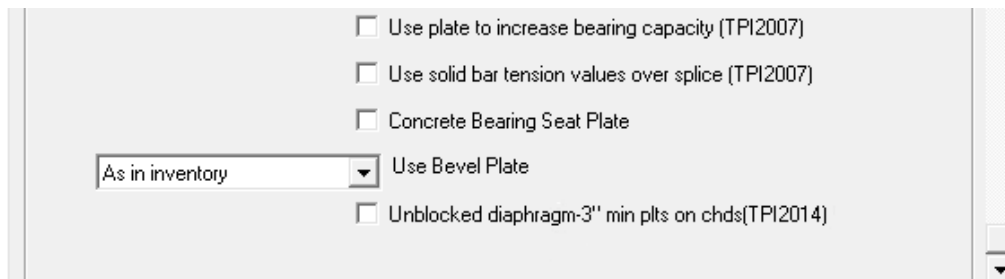 Use plate to increase bearing capacity (TPI2007)
Use solid bar tension values over splice (TPI2007)
Concrete Bearing Seat Plate
As in inventory Use Bevel Plate
Unblocked diaphragm-3" min plts on chds(TPI2014)